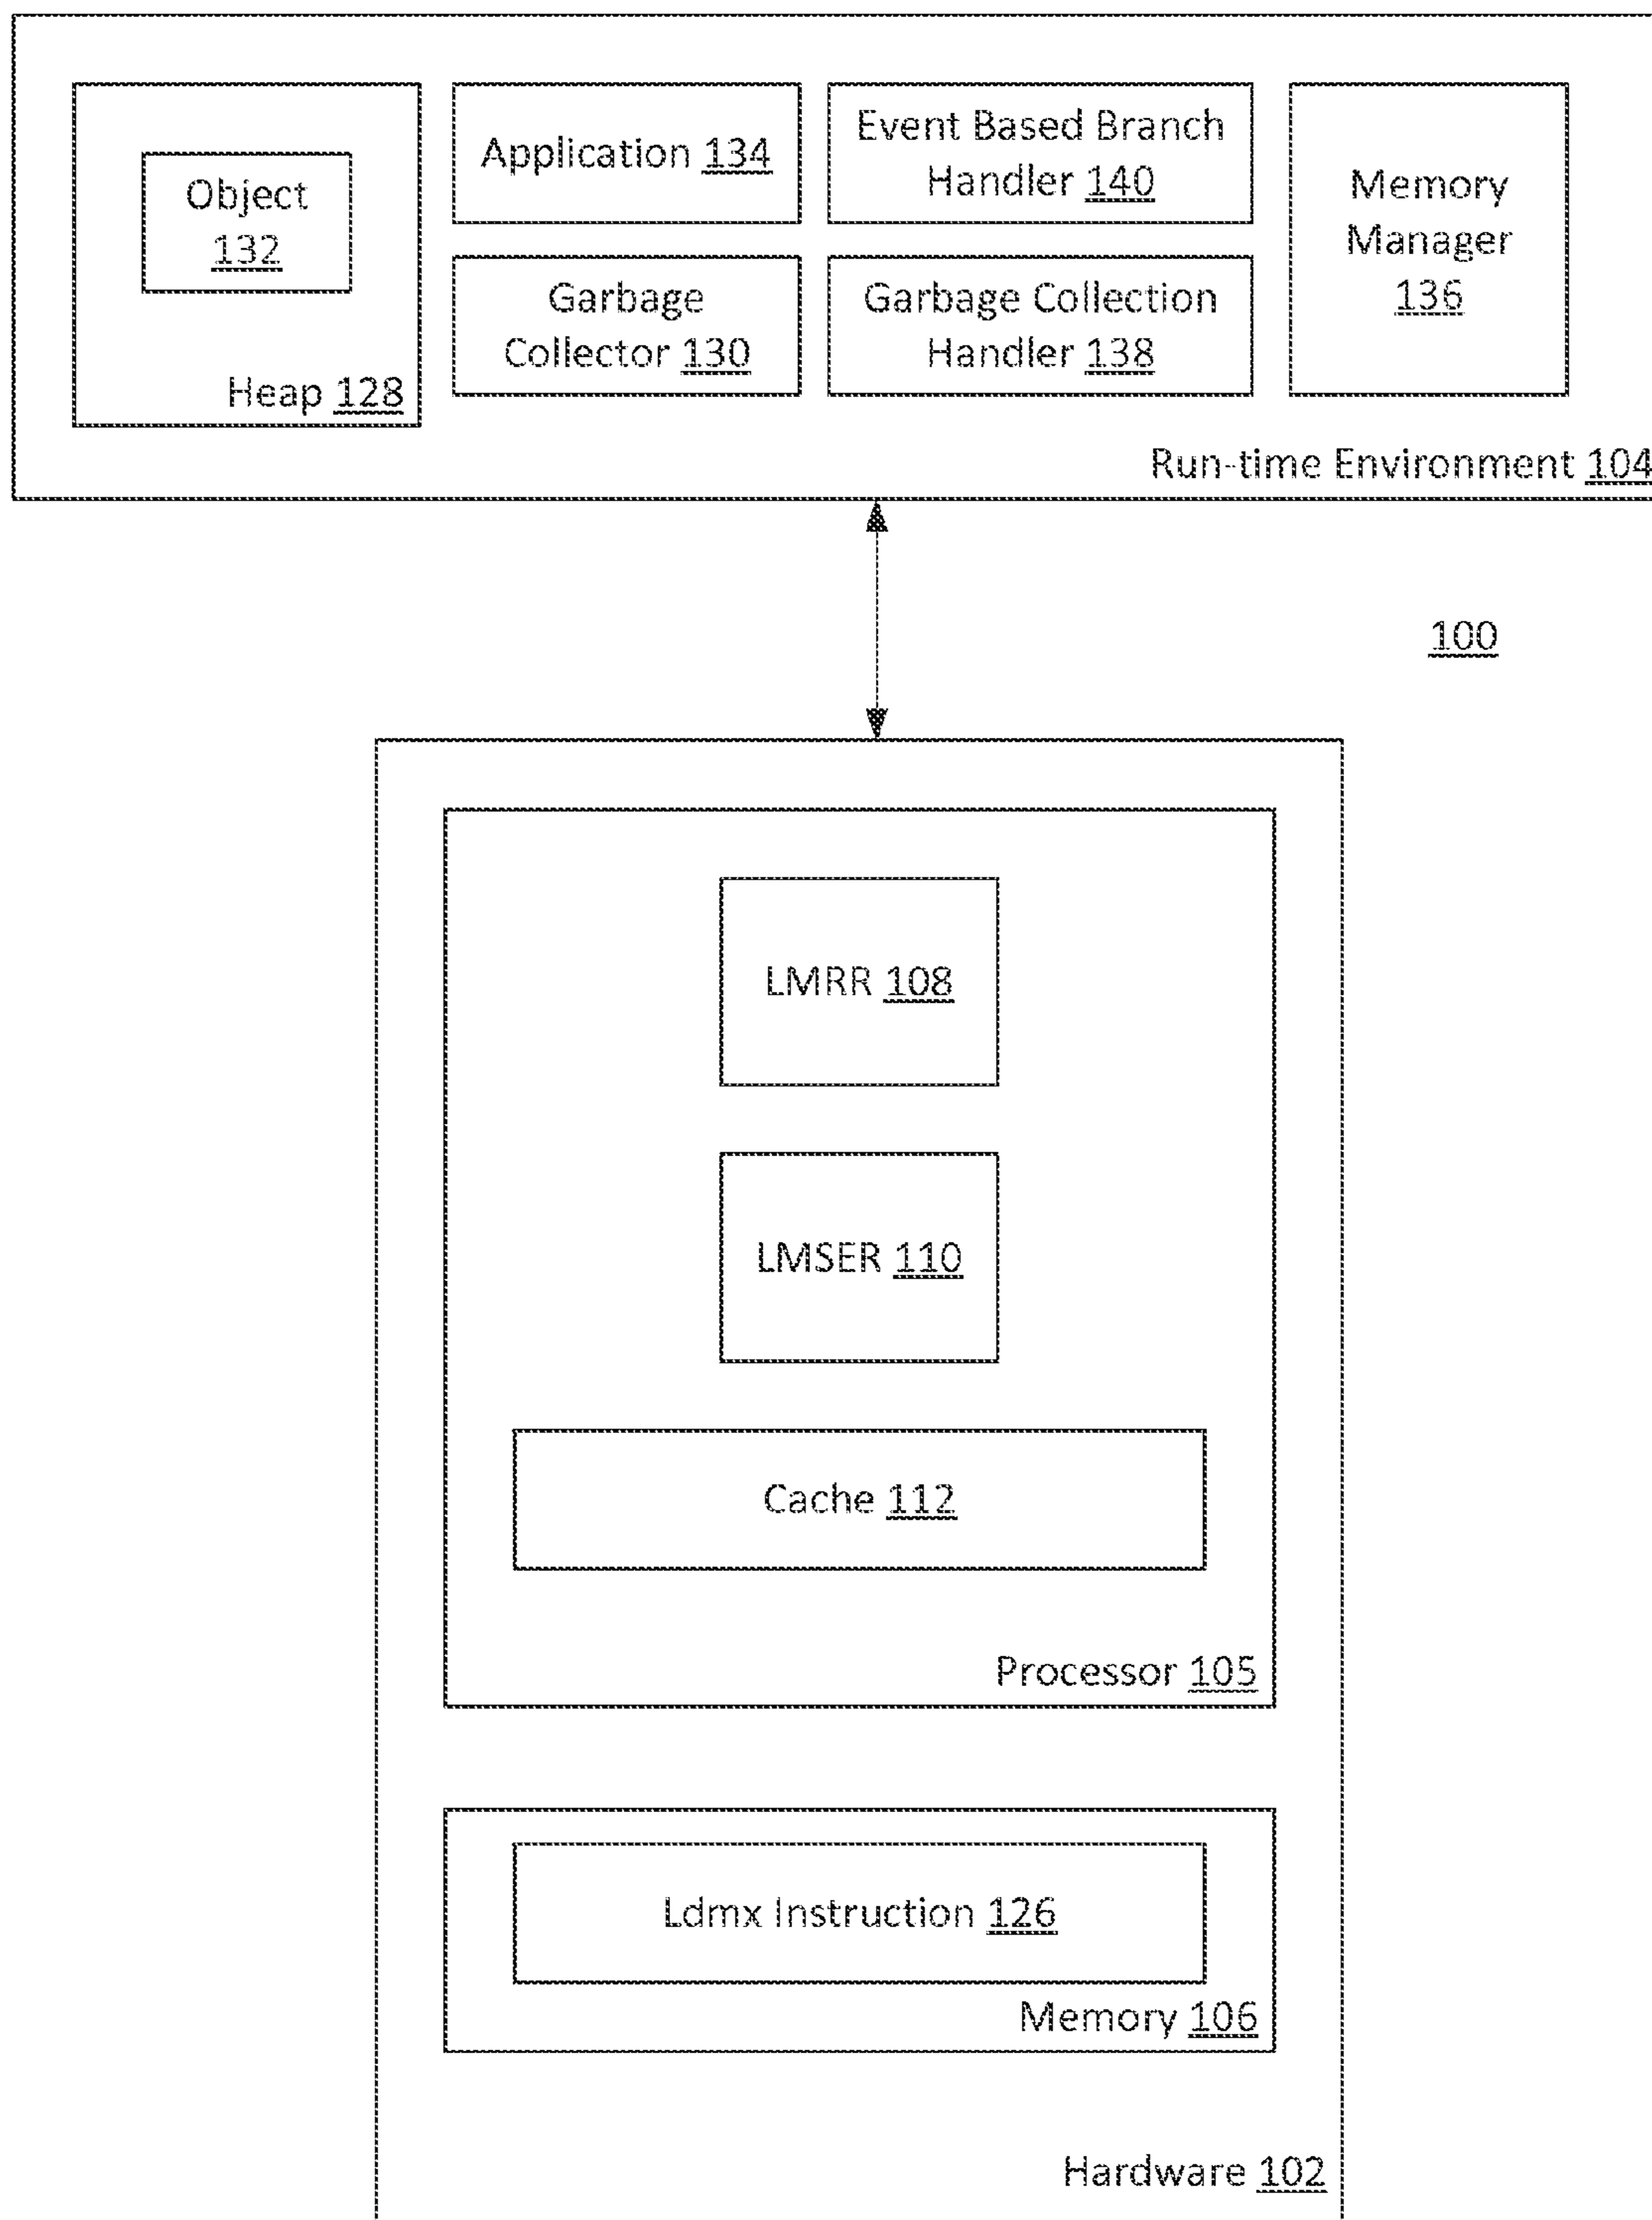 Object
132
Heap 128
Application 134
Event Based Branch
Handler 140
Garbage
Collector 130
Garbage Collection
Handler 138
Memory
Manager
136
Run-time Environment 104
100
LMRR 108
LMSER 110
Cache 112
Processor 105
Ldmx Instruction 126
Memory 106
Hardware 102